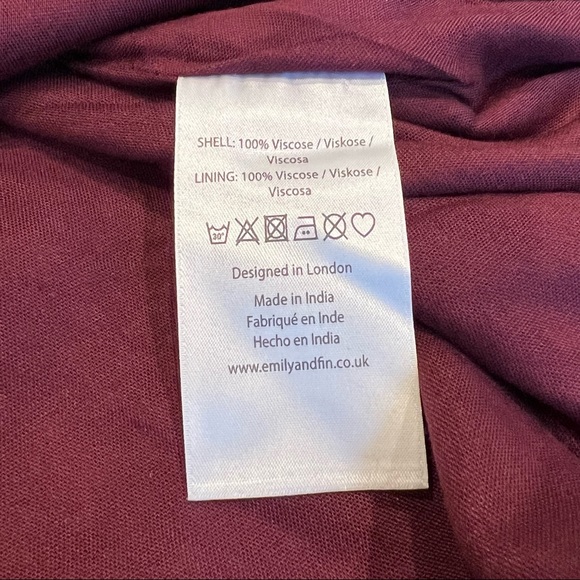 SHELL: 100% Viscose / Viskose /
Viscosa
LINING: 100% Viscose / Viskose /
Viscosa
30°
Designed in London
Made in India
Fabriqué en Inde
Hecho en India
www.emilyandfin.co.uk